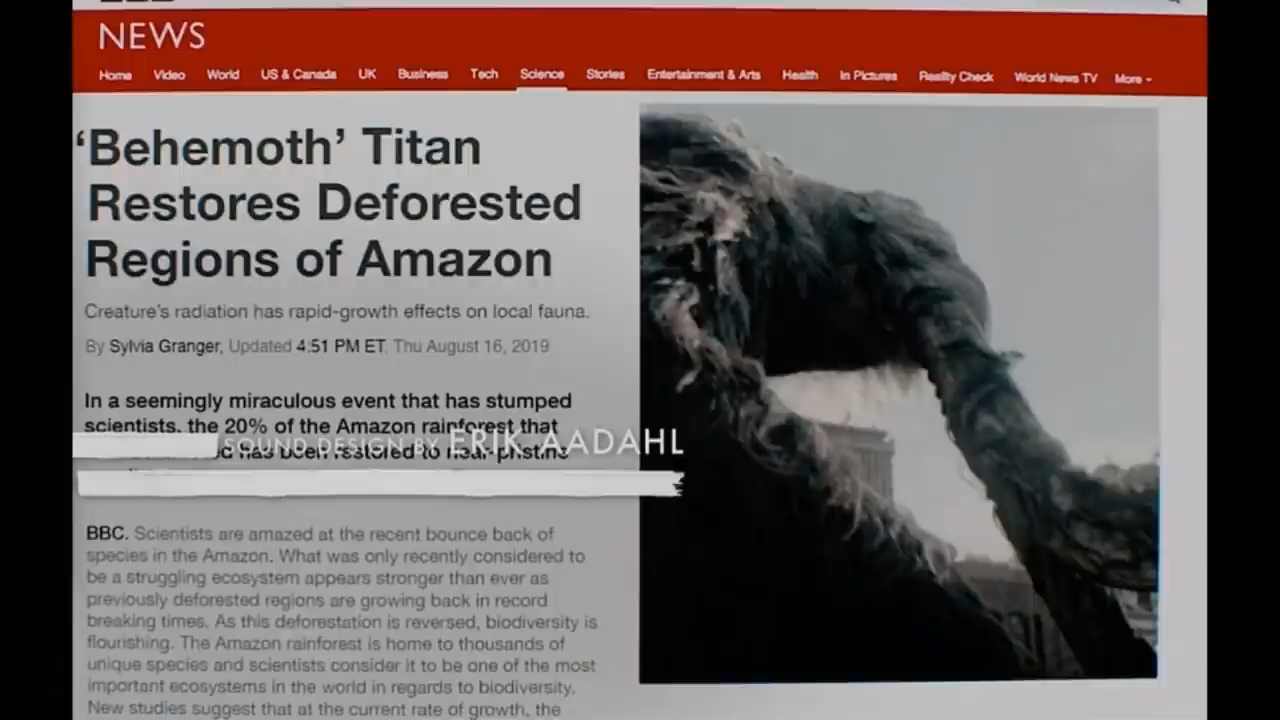 NEWS
Home Video World US & Canada UK Business Tech Science Stories Entertainment & Arts Health In Pictures Reality Check World News TV More
‘Behemoth’ Titan
Restores Deforested
Regions of Amazon
Creature's radiation has rapid-growth effects on local fauna.
By Sylvia Granger, Updated 4:51 PM ET, Thu August 16, 2019
In a seemingly miraculous event that has stumped
scientists, the 20% of the Amazon rainforest that
has been restored to near-pristine
SOUND DESIGN BY ERIK AADAHL
BBC. Scientists are amazed at the recent bounce back of
species in the Amazon. What was only recently considered to
be a struggling ecosystem appears stronger than ever as
previously deforested regions are growing back in record
breaking times. As this deforestation is reversed, biodiversity is
flourishing. The Amazon rainforest is home to thousands of
unique species and scientists consider it to be one of the most
important ecosystems in the world in regards to biodiversity.
New studies suggest that at the current rate of growth, the